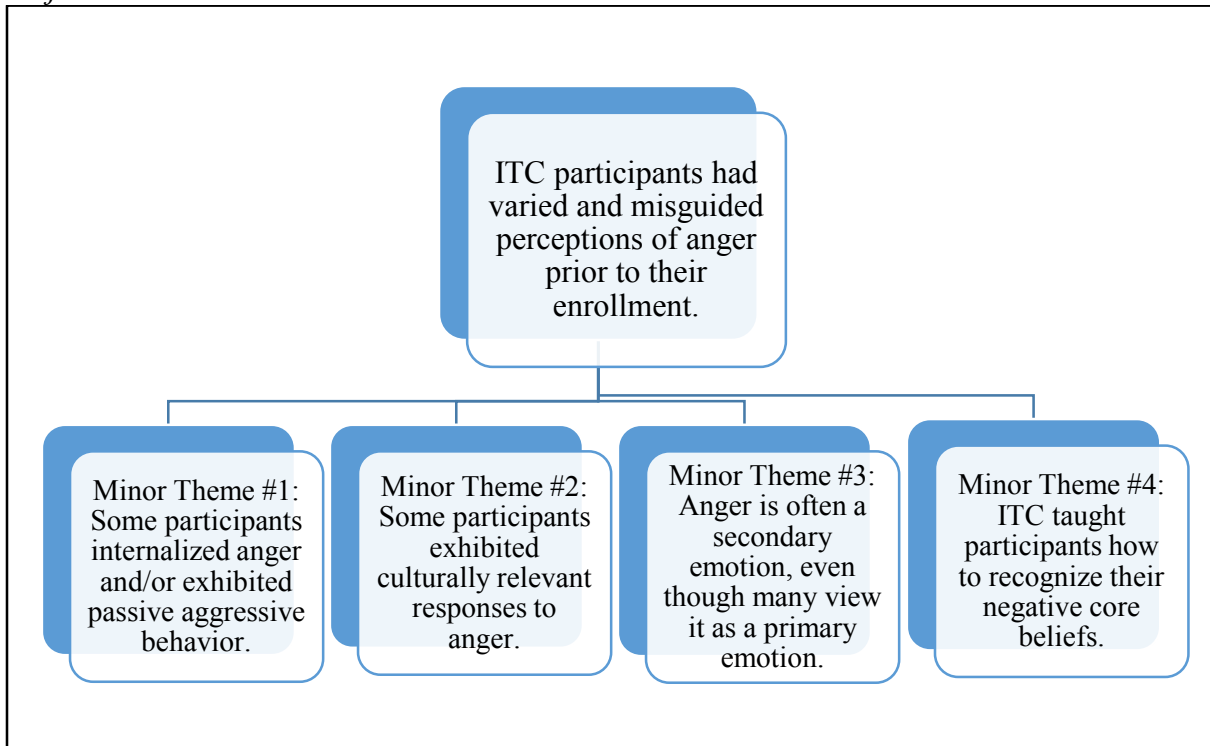 ITC participants had
varied and misguided
perceptions of anger
prior to their
enrollment.
Minor Theme #1:
Some participants
internalized anger
and/or exhibited
passive aggressive
behavior.
Minor Theme #2:
Some participants
exhibited
culturally relevant
responses to
anger.
Minor Theme #3:
Anger is often a
secondary
emotion, even
though many view
it as a primary
emotion.
Minor Theme #4:
ITC taught
participants how
to recognize their
negative core
beliefs.